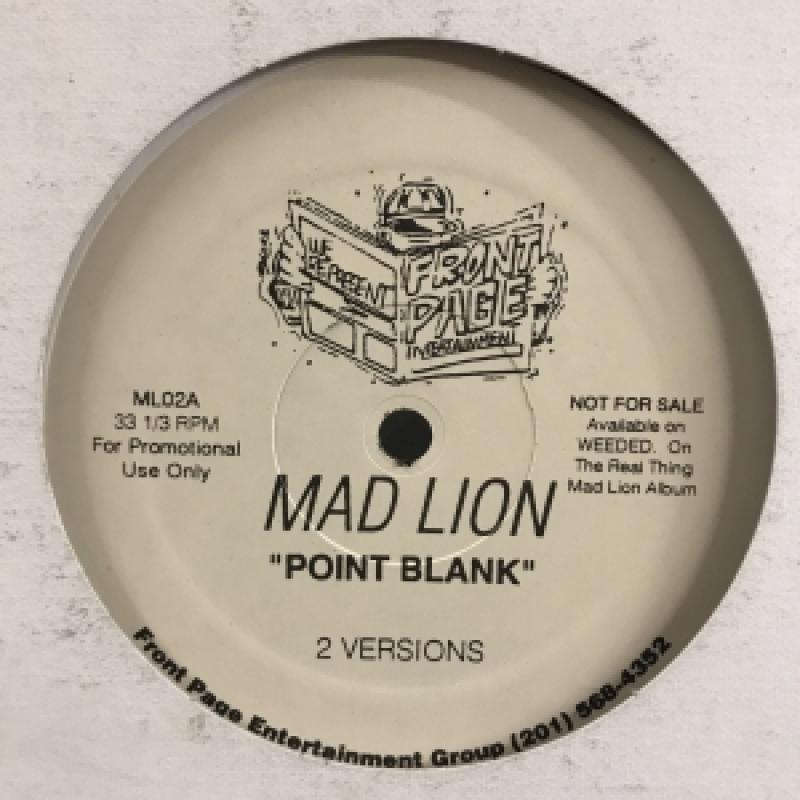 WE
REPRESENT
FRONT
PAGE
ENTERTAINMENT
ML02A
33 1/3 RPM
For Promotional
Use Only
NOT FOR SALE
Available on
WEEDED. On
The Real Thing
Mad Lion Album
MAD LION
"POINT BLANK"
2 VERSIONS
Front Page Entertainment Group (201) 568-4352